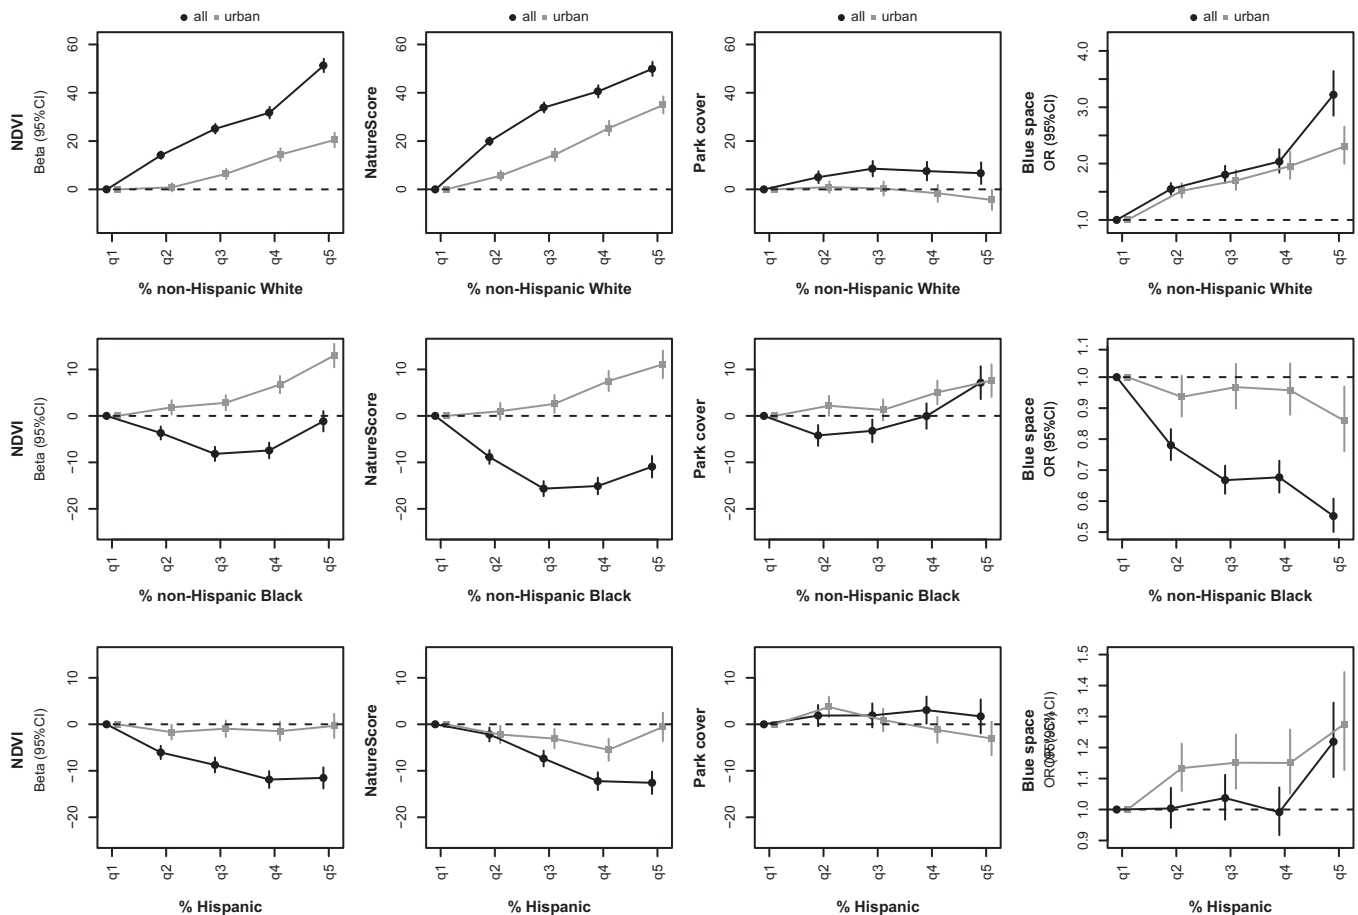 all urban
all urban
all urban
all urban
NDVI
Beta (95%CI)
60
40
20
0
q1 q2 q3 q4 q5
% non-Hispanic White
NatureScore
60
40
20
0
q1 q2 q3 q4 q5
% non-Hispanic White
Park cover
60
40
20
0
q1 q2 q3 q4 q5
% non-Hispanic White
Blue space
OR (95%CI)
4.0
3.0
2.0
1.0
q1 q2 q3 q4 q5
% non-Hispanic White
NDVI
Beta (95%CI)
10
0
−10
−20
q1 q2 q3 q4 q5
% non-Hispanic Black
NatureScore
10
0
−10
−20
q1 q2 q3 q4 q5
% non-Hispanic Black
Park cover
10
0
−10
−20
q1 q2 q3 q4 q5
% non-Hispanic Black
Blue space
OR (95%CI)
1.1
1.0
0.9
0.8
0.7
0.6
0.5
q1 q2 q3 q4 q5
% non-Hispanic Black
NDVI
Beta (95%CI)
10
0
−10
−20
q1 q2 q3 q4 q5
% Hispanic
NatureScore
10
0
−10
−20
q1 q2 q3 q4 q5
% Hispanic
Park cover
10
0
−10
−20
q1 q2 q3 q4 q5
% Hispanic
Blue space
1.5
1.4
1.3
1.2
1.1
1.0
0.9
q1 q2 q3 q4 q5
% Hispanic